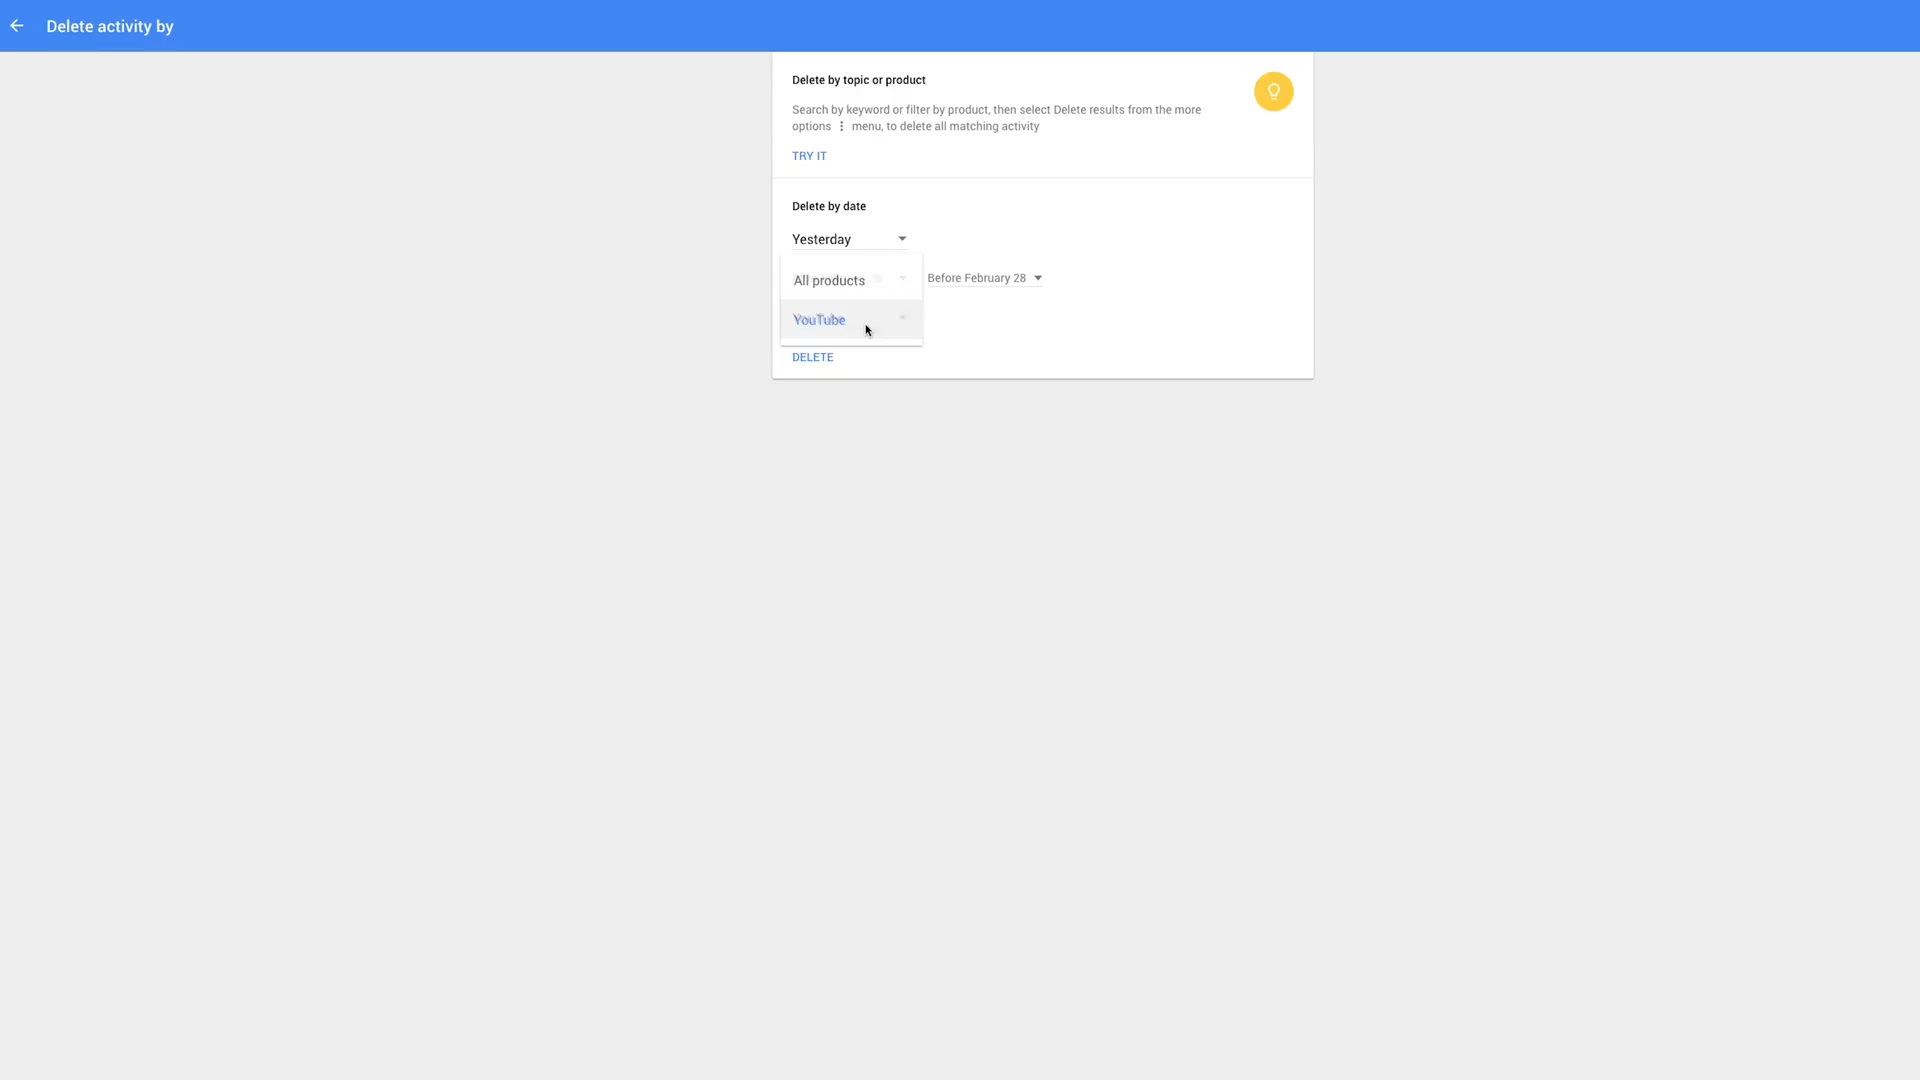 Delete activity by
Delete by topic or product
Search by keyword or filter by product, then select Delete results from the more
options ⋮ menu, to delete all matching activity
TRY IT
Delete by date
Yesterday
All products
Before February 28
YouTube
DELETE